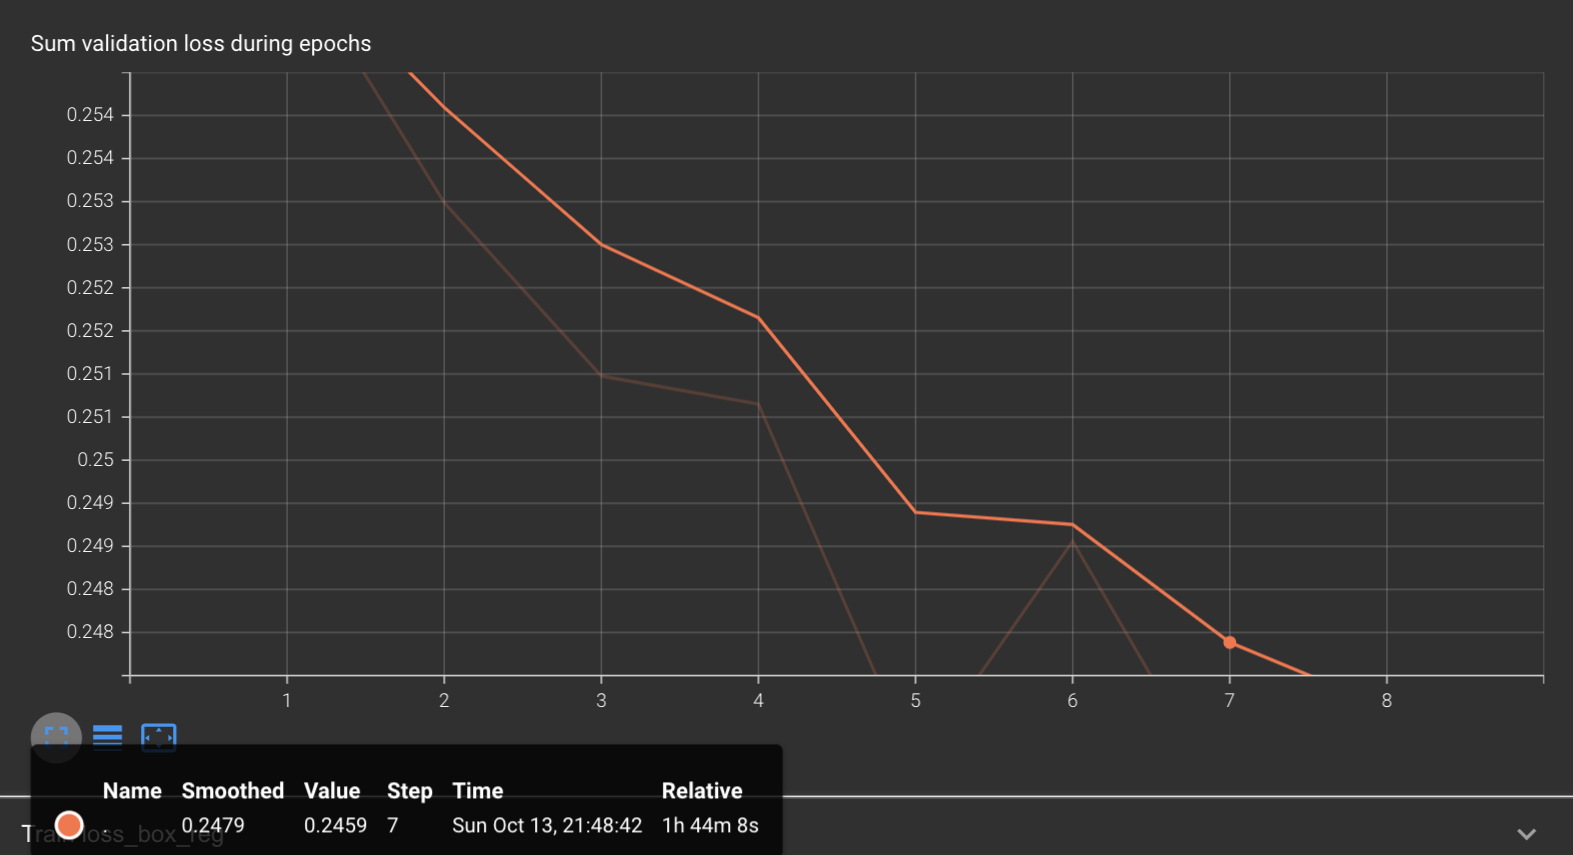 Sum validation loss during epochs
0.254
0.254
0.253
0.253
0.252
0.252
0.251
0.251
0.25
0.249
0.249
0.248
0.248
1 2 3 4 5 6 7 8
Name Smoothed Value Step Time Relative
. 0.2479 0.2459 7 Sun Oct 13, 21:48:42 1h 44m 8s
Train loss_box_reg